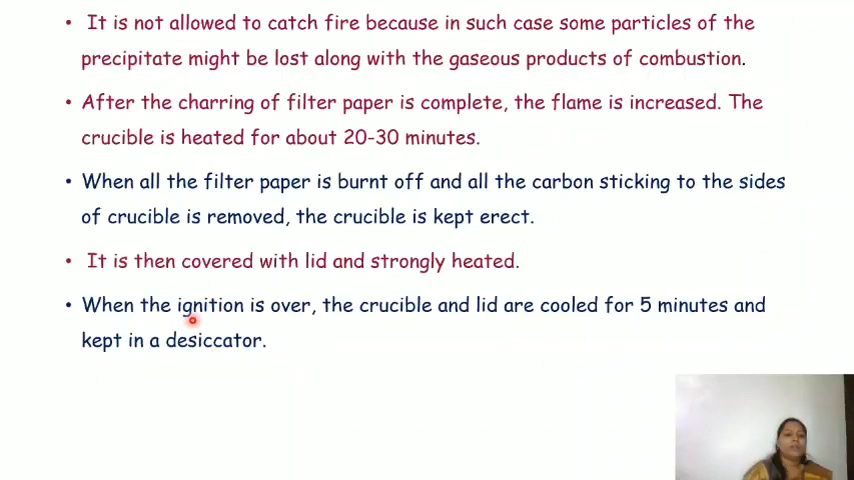 • It is not allowed to catch fire because in such case some particles of the
precipitate might be lost along with the gaseous products of combustion.
• After the charring of filter paper is complete, the flame is increased. The
crucible is heated for about 20-30 minutes.
• When all the filter paper is burnt off and all the carbon sticking to the sides
of crucible is removed, the crucible is kept erect.
• It is then covered with lid and strongly heated.
• When the ignition is over, the crucible and lid are cooled for 5 minutes and
kept in a desiccator.